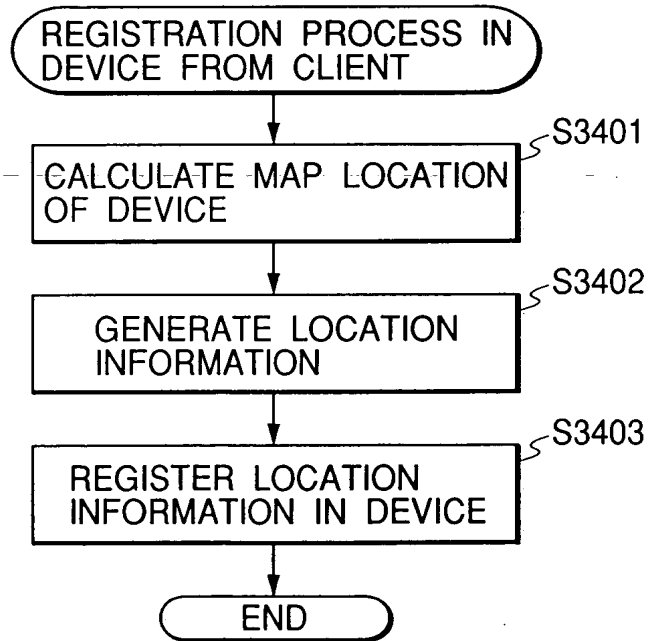 REGISTRATION PROCESS IN
DEVICE FROM CLIENT
S3401
CALCULATE MAP LOCATION
OF DEVICE
S3402
GENERATE LOCATION
INFORMATION
S3403
REGISTER LOCATION
INFORMATION IN DEVICE
END